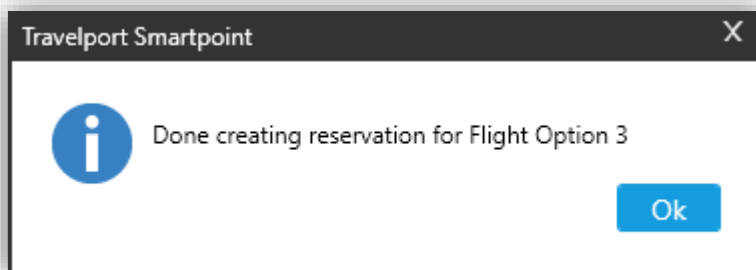 Travelport Smartpoint X
Done creating reservation for Flight Option 3
Ok